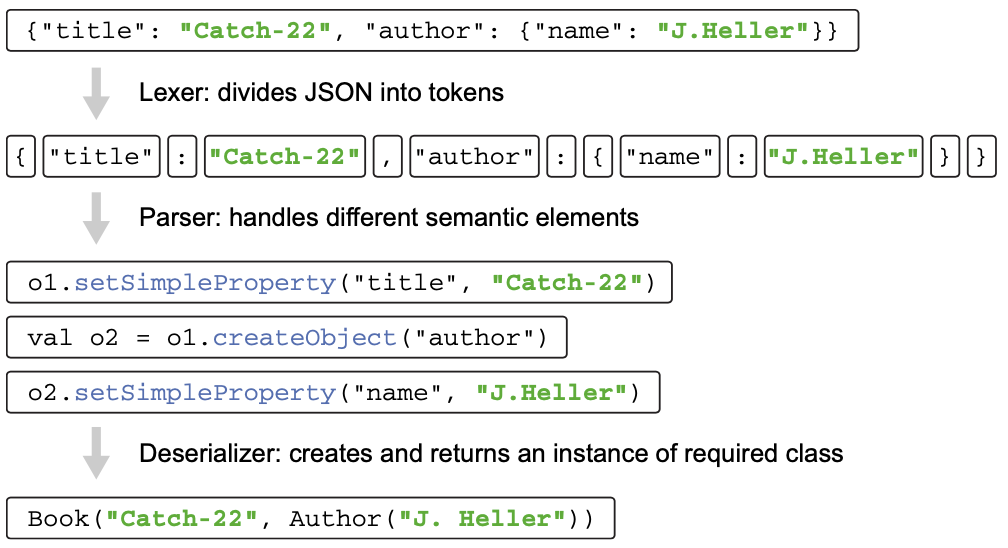 {"title": "Catch-22", "author": {"name": "J.Heller"}}
Lexer: divides JSON into tokens
{ "title" : "Catch-22" , "author" : { "name" : "J.Heller" } }
Parser: handles different semantic elements
o1.setSimpleProperty("title", "Catch-22")
val o2 = o1.createObject("author")
o2.setSimpleProperty("name", "J.Heller")
Deserializer: creates and returns an instance of required class
Book("Catch-22", Author("J. Heller"))